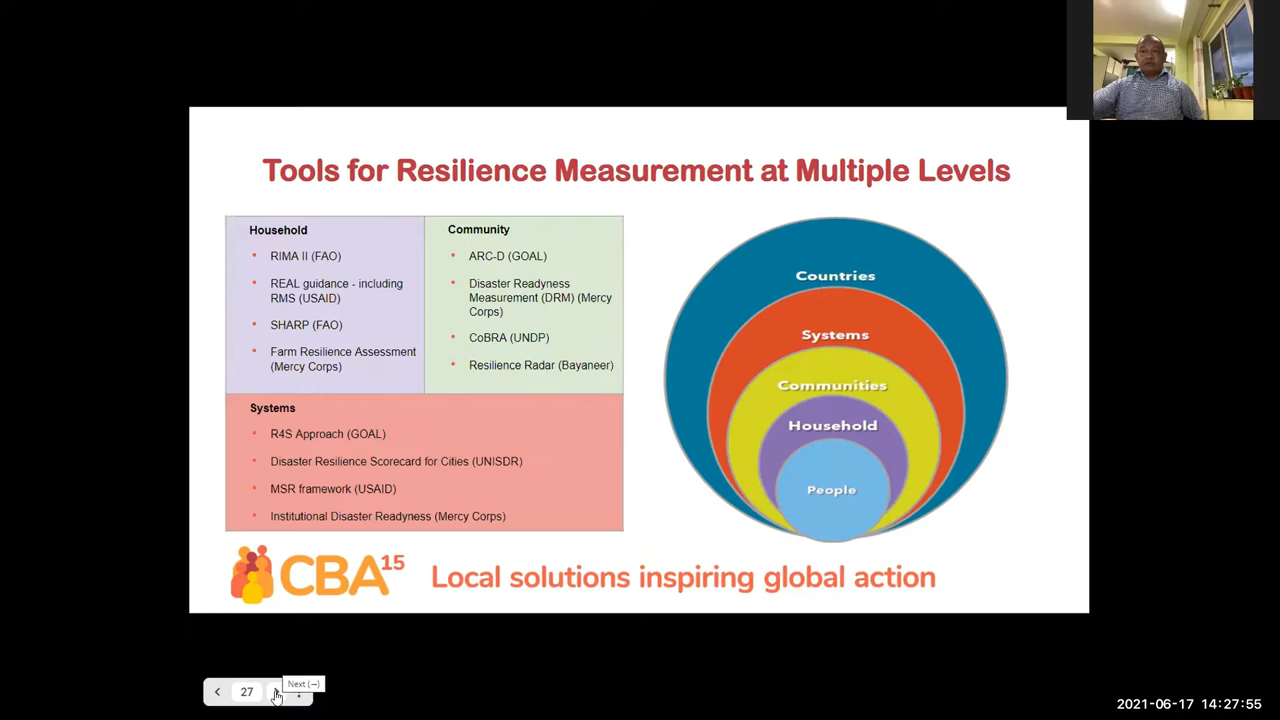 Tools for Resilience Measurement at Multiple Levels
Household
RIMA II (FAO)
REAL guidance - including
RMS (USAID)
SHARP (FAO)
Farm Resilience Assessment
(Mercy Corps)
Community
ARC-D (GOAL)
Disaster Readyness
Measurement (DRM) (Mercy
Corps)
CoBRA (UNDP)
Resilience Radar (Bayaneer)
Systems
R4S Approach (GOAL)
Disaster Resilience Scorecard for Cities (UNISDR)
MSR framework (USAID)
Institutional Disaster Readyness (Mercy Corps)
Countries
Systems
Communities
Household
People
CBA15
Local solutions inspiring global action
27
Next (→)
2021-06-17 14:27:55